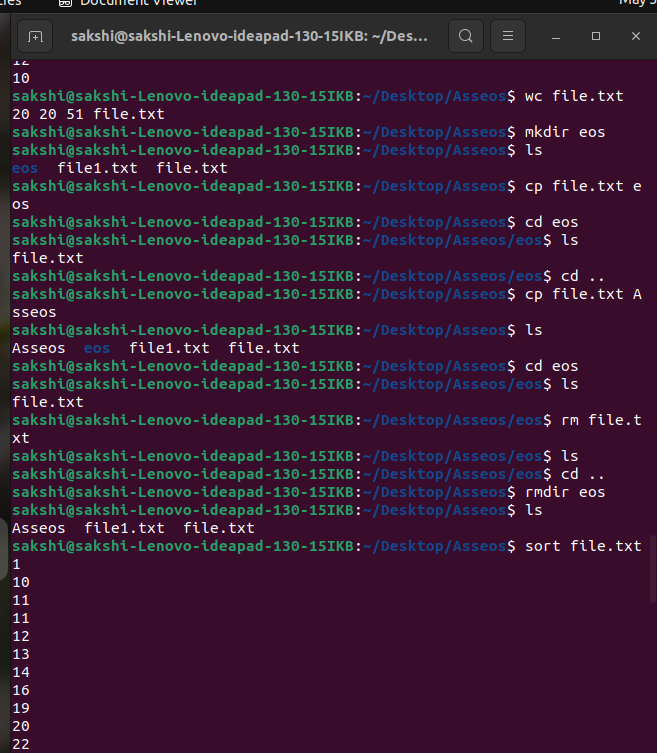 Document Viewer
sakshi@sakshi-Lenovo-ideapad-130-15IKB: ~/Des...
12
10
sakshi@sakshi-Lenovo-ideapad-130-15IKB:~/Desktop/Asseos$ wc file.txt
20 20 51 file.txt
sakshi@sakshi-Lenovo-ideapad-130-15IKB:~/Desktop/Asseos$ mkdir eos
sakshi@sakshi-Lenovo-ideapad-130-15IKB:~/Desktop/Asseos$ ls
eos  file1.txt  file.txt
sakshi@sakshi-Lenovo-ideapad-130-15IKB:~/Desktop/Asseos$ cp file.txt e
os
sakshi@sakshi-Lenovo-ideapad-130-15IKB:~/Desktop/Asseos$ cd eos
sakshi@sakshi-Lenovo-ideapad-130-15IKB:~/Desktop/Asseos/eos$ ls
file.txt
sakshi@sakshi-Lenovo-ideapad-130-15IKB:~/Desktop/Asseos/eos$ cd ..
sakshi@sakshi-Lenovo-ideapad-130-15IKB:~/Desktop/Asseos$ cp file.txt A
sseos
sakshi@sakshi-Lenovo-ideapad-130-15IKB:~/Desktop/Asseos$ ls
Asseos  eos  file1.txt  file.txt
sakshi@sakshi-Lenovo-ideapad-130-15IKB:~/Desktop/Asseos$ cd eos
sakshi@sakshi-Lenovo-ideapad-130-15IKB:~/Desktop/Asseos/eos$ ls
file.txt
sakshi@sakshi-Lenovo-ideapad-130-15IKB:~/Desktop/Asseos/eos$ rm file.t
xt
sakshi@sakshi-Lenovo-ideapad-130-15IKB:~/Desktop/Asseos/eos$ ls
sakshi@sakshi-Lenovo-ideapad-130-15IKB:~/Desktop/Asseos/eos$ cd ..
sakshi@sakshi-Lenovo-ideapad-130-15IKB:~/Desktop/Asseos$ rmdir eos
sakshi@sakshi-Lenovo-ideapad-130-15IKB:~/Desktop/Asseos$ ls
Asseos  file1.txt  file.txt
sakshi@sakshi-Lenovo-ideapad-130-15IKB:~/Desktop/Asseos$ sort file.txt
1
10
11
11
12
13
14
16
19
20
22